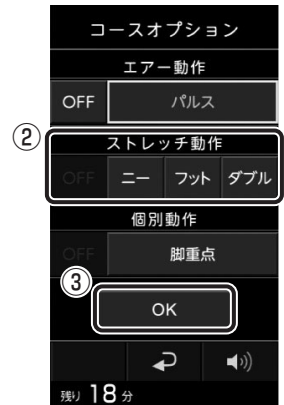 コースオプション
エアー動作
OFF パルス
② ストレッチ動作
OFF ニー フット ダブル
個別動作
OFF 脚重点
③
OK
残り 18 分